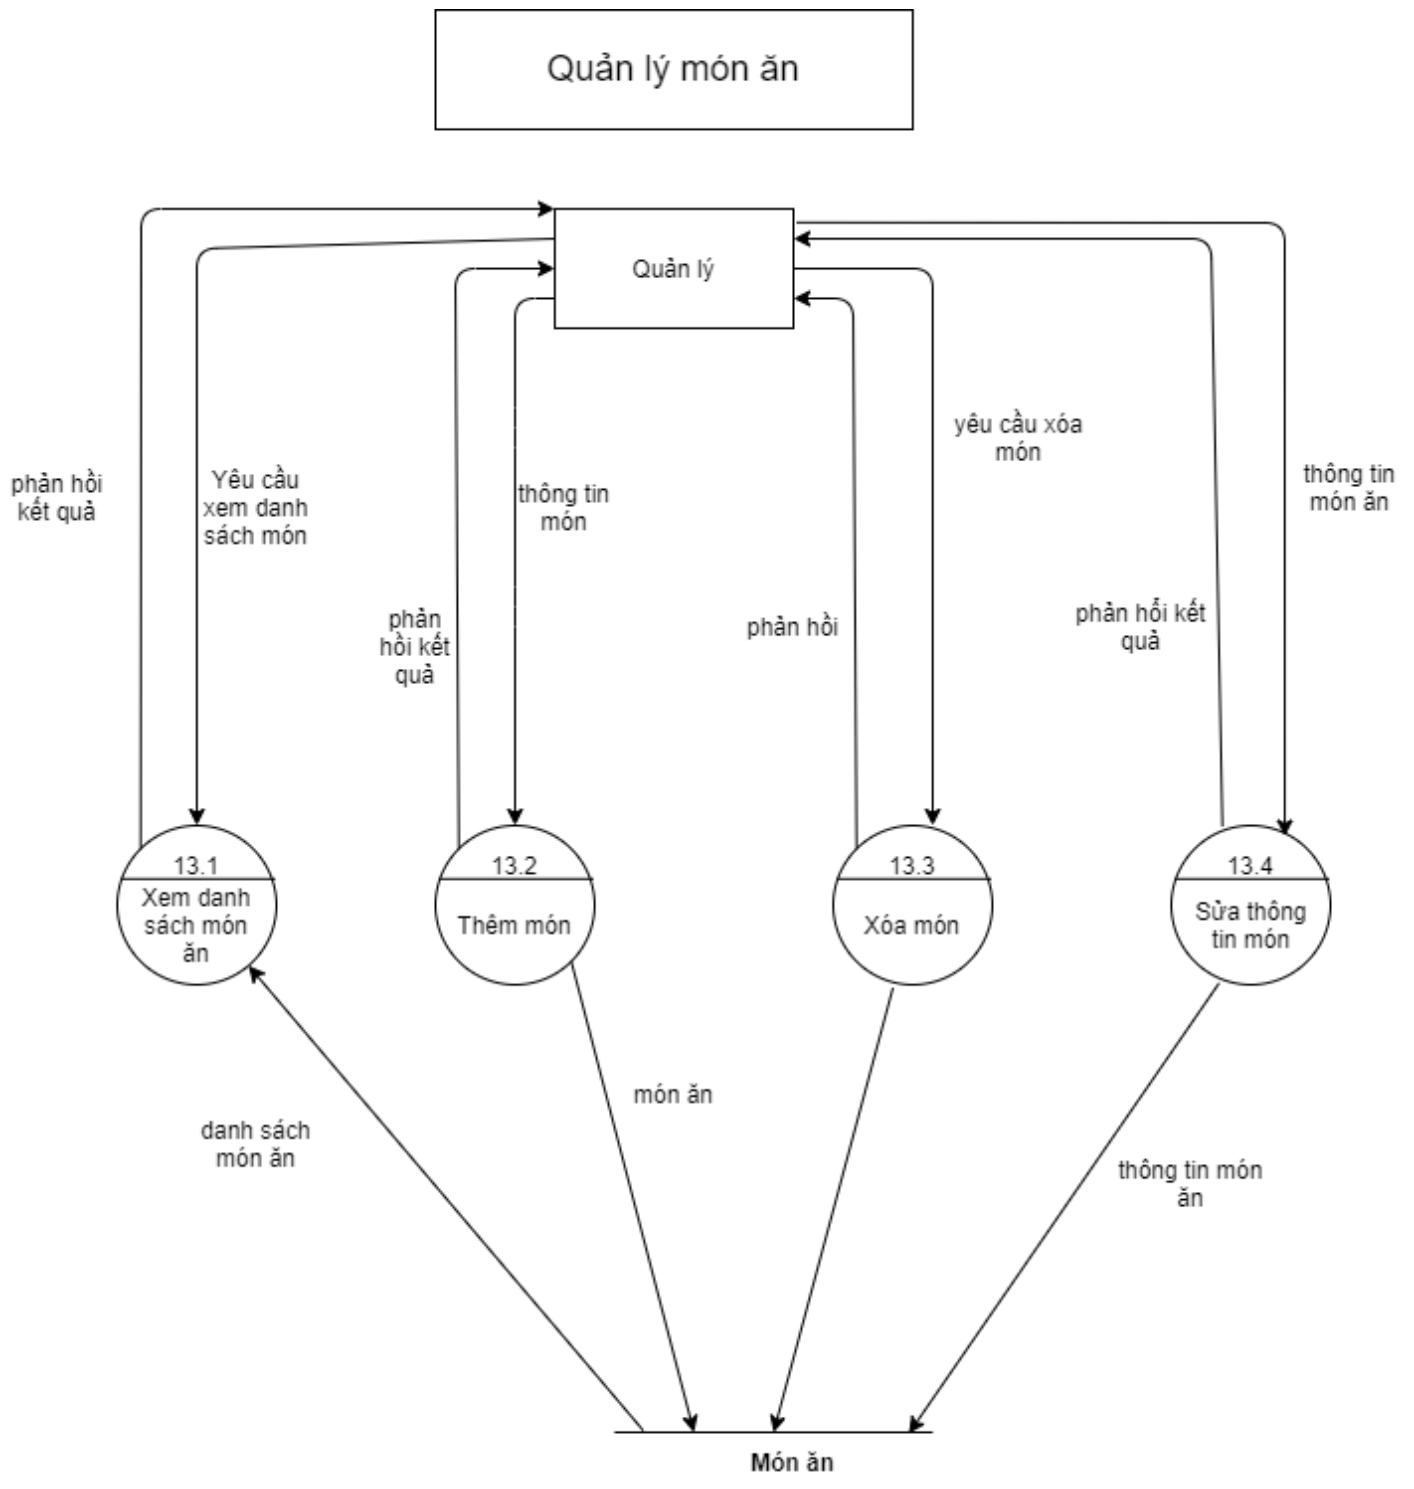 Quản lý món ăn
Quản lý
phản hồi
kết quả
Yêu cầu
xem danh
sách món
thông tin
món
phản
hồi kết
quả
yêu cầu xóa
món
phản hồi
thông tin
món ăn
phản hổi kết
quả
13.1
Xem danh
sách món
ăn
13.2
Thêm món
13.3
Xóa món
13.4
Sửa thông
tin món
danh sách
món ăn
món ăn
thông tin món
ăn
Món ăn